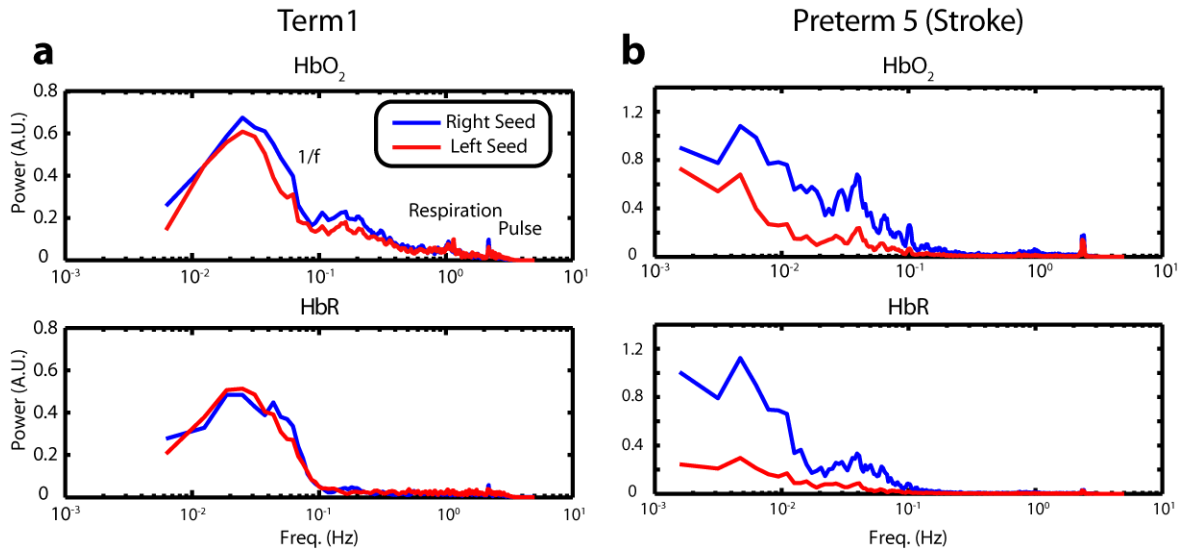 Term1
Preterm 5 (Stroke)
a
b
HbO2
HbO2
0.8
0.6
0.4
0.2
0
Power (A.U.)
1/f
Right Seed
Left Seed
Respiration
Pulse
10-3
10-2
10-1
100
101
1.2
0.8
0.4
0
Power (A.U.)
10-3
10-2
10-1
100
101
HbR
HbR
0.8
0.6
0.4
0.2
0
Power (A.U.)
10-3
10-2
10-1
100
101
Freq. (Hz)
1.2
0.8
0.4
0
Power (A.U.)
10-3
10-2
10-1
100
101
Freq. (Hz)